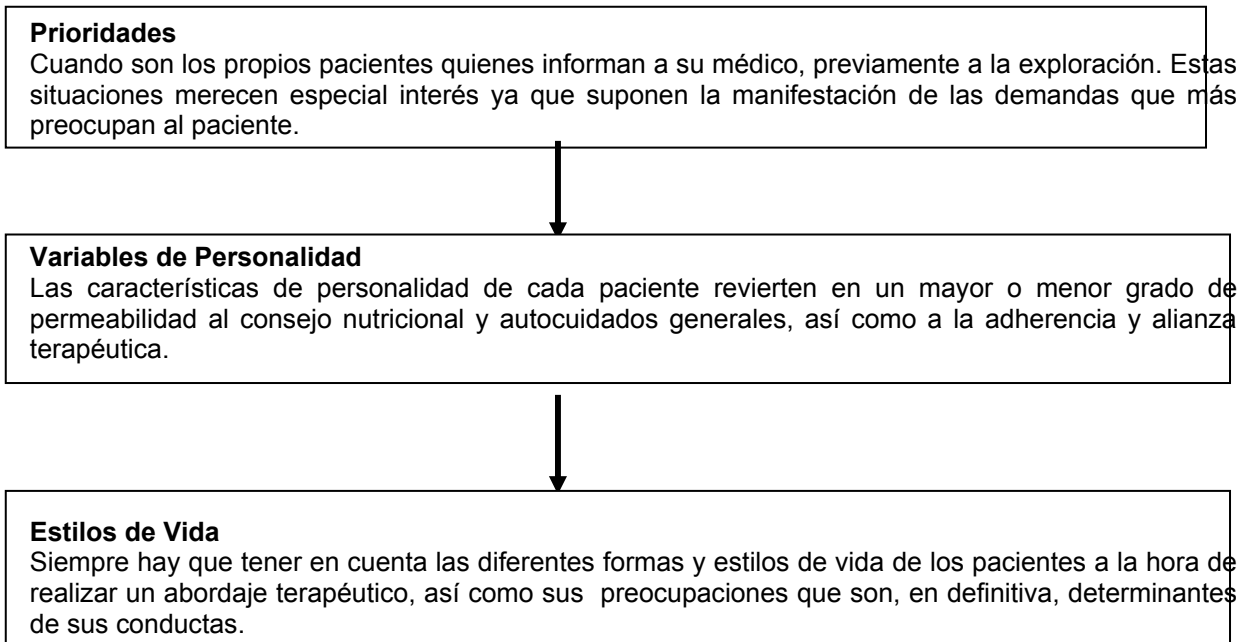 Prioridades
Cuando son los propios pacientes quienes informan a su médico, previamente a la exploración. Estas
situaciones merecen especial interés ya que suponen la manifestación de las demandas que más
preocupan al paciente.
Variables de Personalidad
Las características de personalidad de cada paciente revierten en un mayor o menor grado de
permeabilidad al consejo nutricional y autocuidados generales, así como a la adherencia y alianza
terapéutica.
Estilos de Vida
Siempre hay que tener en cuenta las diferentes formas y estilos de vida de los pacientes a la hora de
realizar un abordaje terapéutico, así como sus preocupaciones que son, en definitiva, determinantes
de sus conductas.